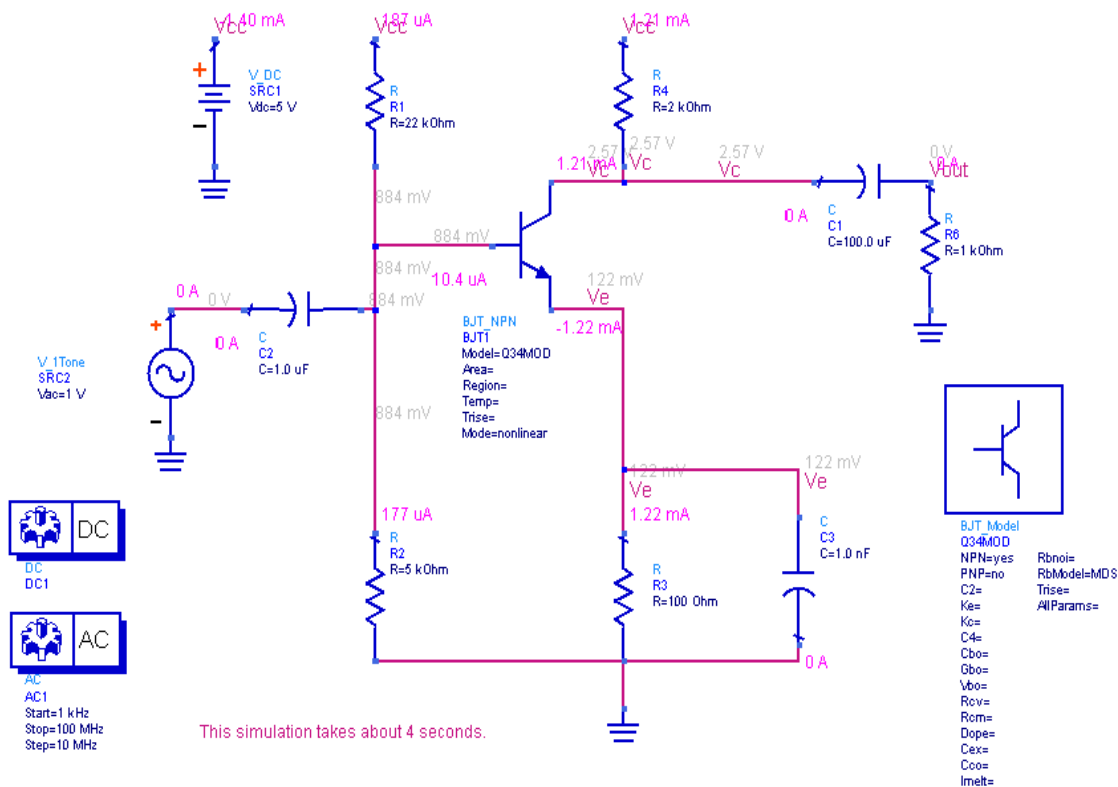 -1.40 mA
Vcc
187 uA
Vcc
1.21 mA
Vcc
+
V_DC
SRC1
Vdc=5 V
−
R
R1
R=22 kOhm
R
R4
R=2 kOhm
2.57 V
2.57 V
2.57 V
0 V
1.21 mA
Vc
Vc
Vc
0 A
Vout
884 mV
884 mV
884 mV
884 mV
10.4 uA
0 A
C
C1
C=100.0 uF
R
R6
R=1 kOhm
122 mV
Ve
-1.22 mA
0 A
0 V
+
0 A
C
C2
C=1.0 uF
V_1Tone
SRC2
Vac=1 V
−
BJT_NPN
BJT1
Model=Q34MOD
Area=
Region=
Temp=
Trise=
Mode=nonlinear
884 mV
122 mV
Ve
122 mV
Ve
177 uA
R
R2
R=5 kOhm
1.22 mA
R
R3
R=100 Ohm
C
C3
C=1.0 nF
0 A
DC
DC
DC1
AC
AC
AC1
Start=1 kHz
Stop=100 MHz
Step=10 MHz
This simulation takes about 4 seconds.
BJT_Model
Q34MOD
NPN=yes
PNP=no
C2=
Ke=
Kc=
C4=
Cbo=
Gbo=
Vbo=
Rcv=
Rcm=
Dope=
Cex=
Cco=
Imelt=
Rbnoi=
RbModel=MDS
Trise=
AllParams=